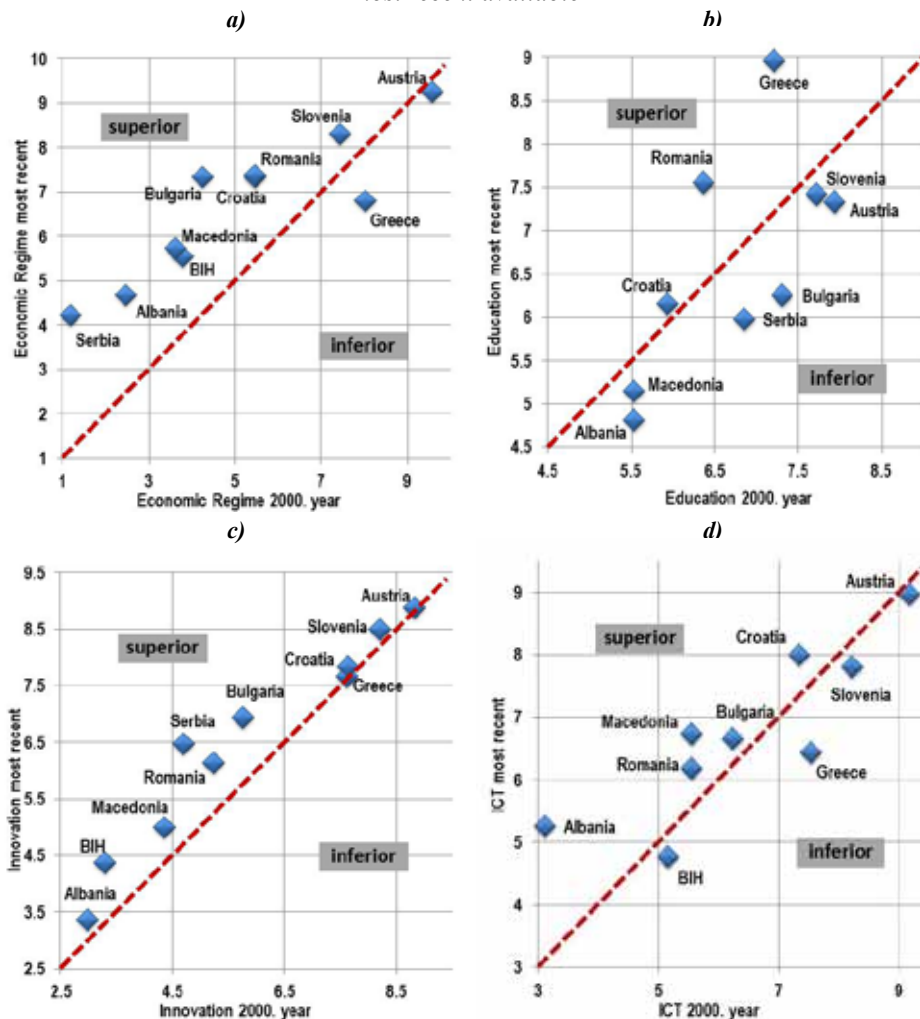 a)
10
9
8
7
6
5
4
3
2
1
Economic Regime most recent
superior
Austria
Slovenia
Romania
Bulgaria
Croatia
Greece
Macedonia
BIH
Albania
Serbia
inferior
1 3 5 7 9
Economic Regime 2000. year
b)
9
8.5
8
7.5
7
6.5
6
5.5
5
4.5
Education most recent
Greece
superior
Romania
Slovenia
Austria
Croatia
Bulgaria
Serbia
Macedonia
inferior
Albania
4.5 5.5 6.5 7.5 8.5
Education 2000. year
c)
9.5
8.5
7.5
6.5
5.5
4.5
3.5
2.5
Innovation most recent
Austria
Slovenia
superior
Croatia
Greece
Bulgaria
Serbia
Romania
Macedonia
BIH
inferior
Albania
2.5 4.5 6.5 8.5
Innovation 2000. year
d)
9
8
7
6
5
4
3
ICT most recent
Austria
Croatia
superior
Slovenia
Macedonia
Bulgaria
Romania
Greece
Albania
inferior
BIH
3 5 7 9
ICT 2000. year